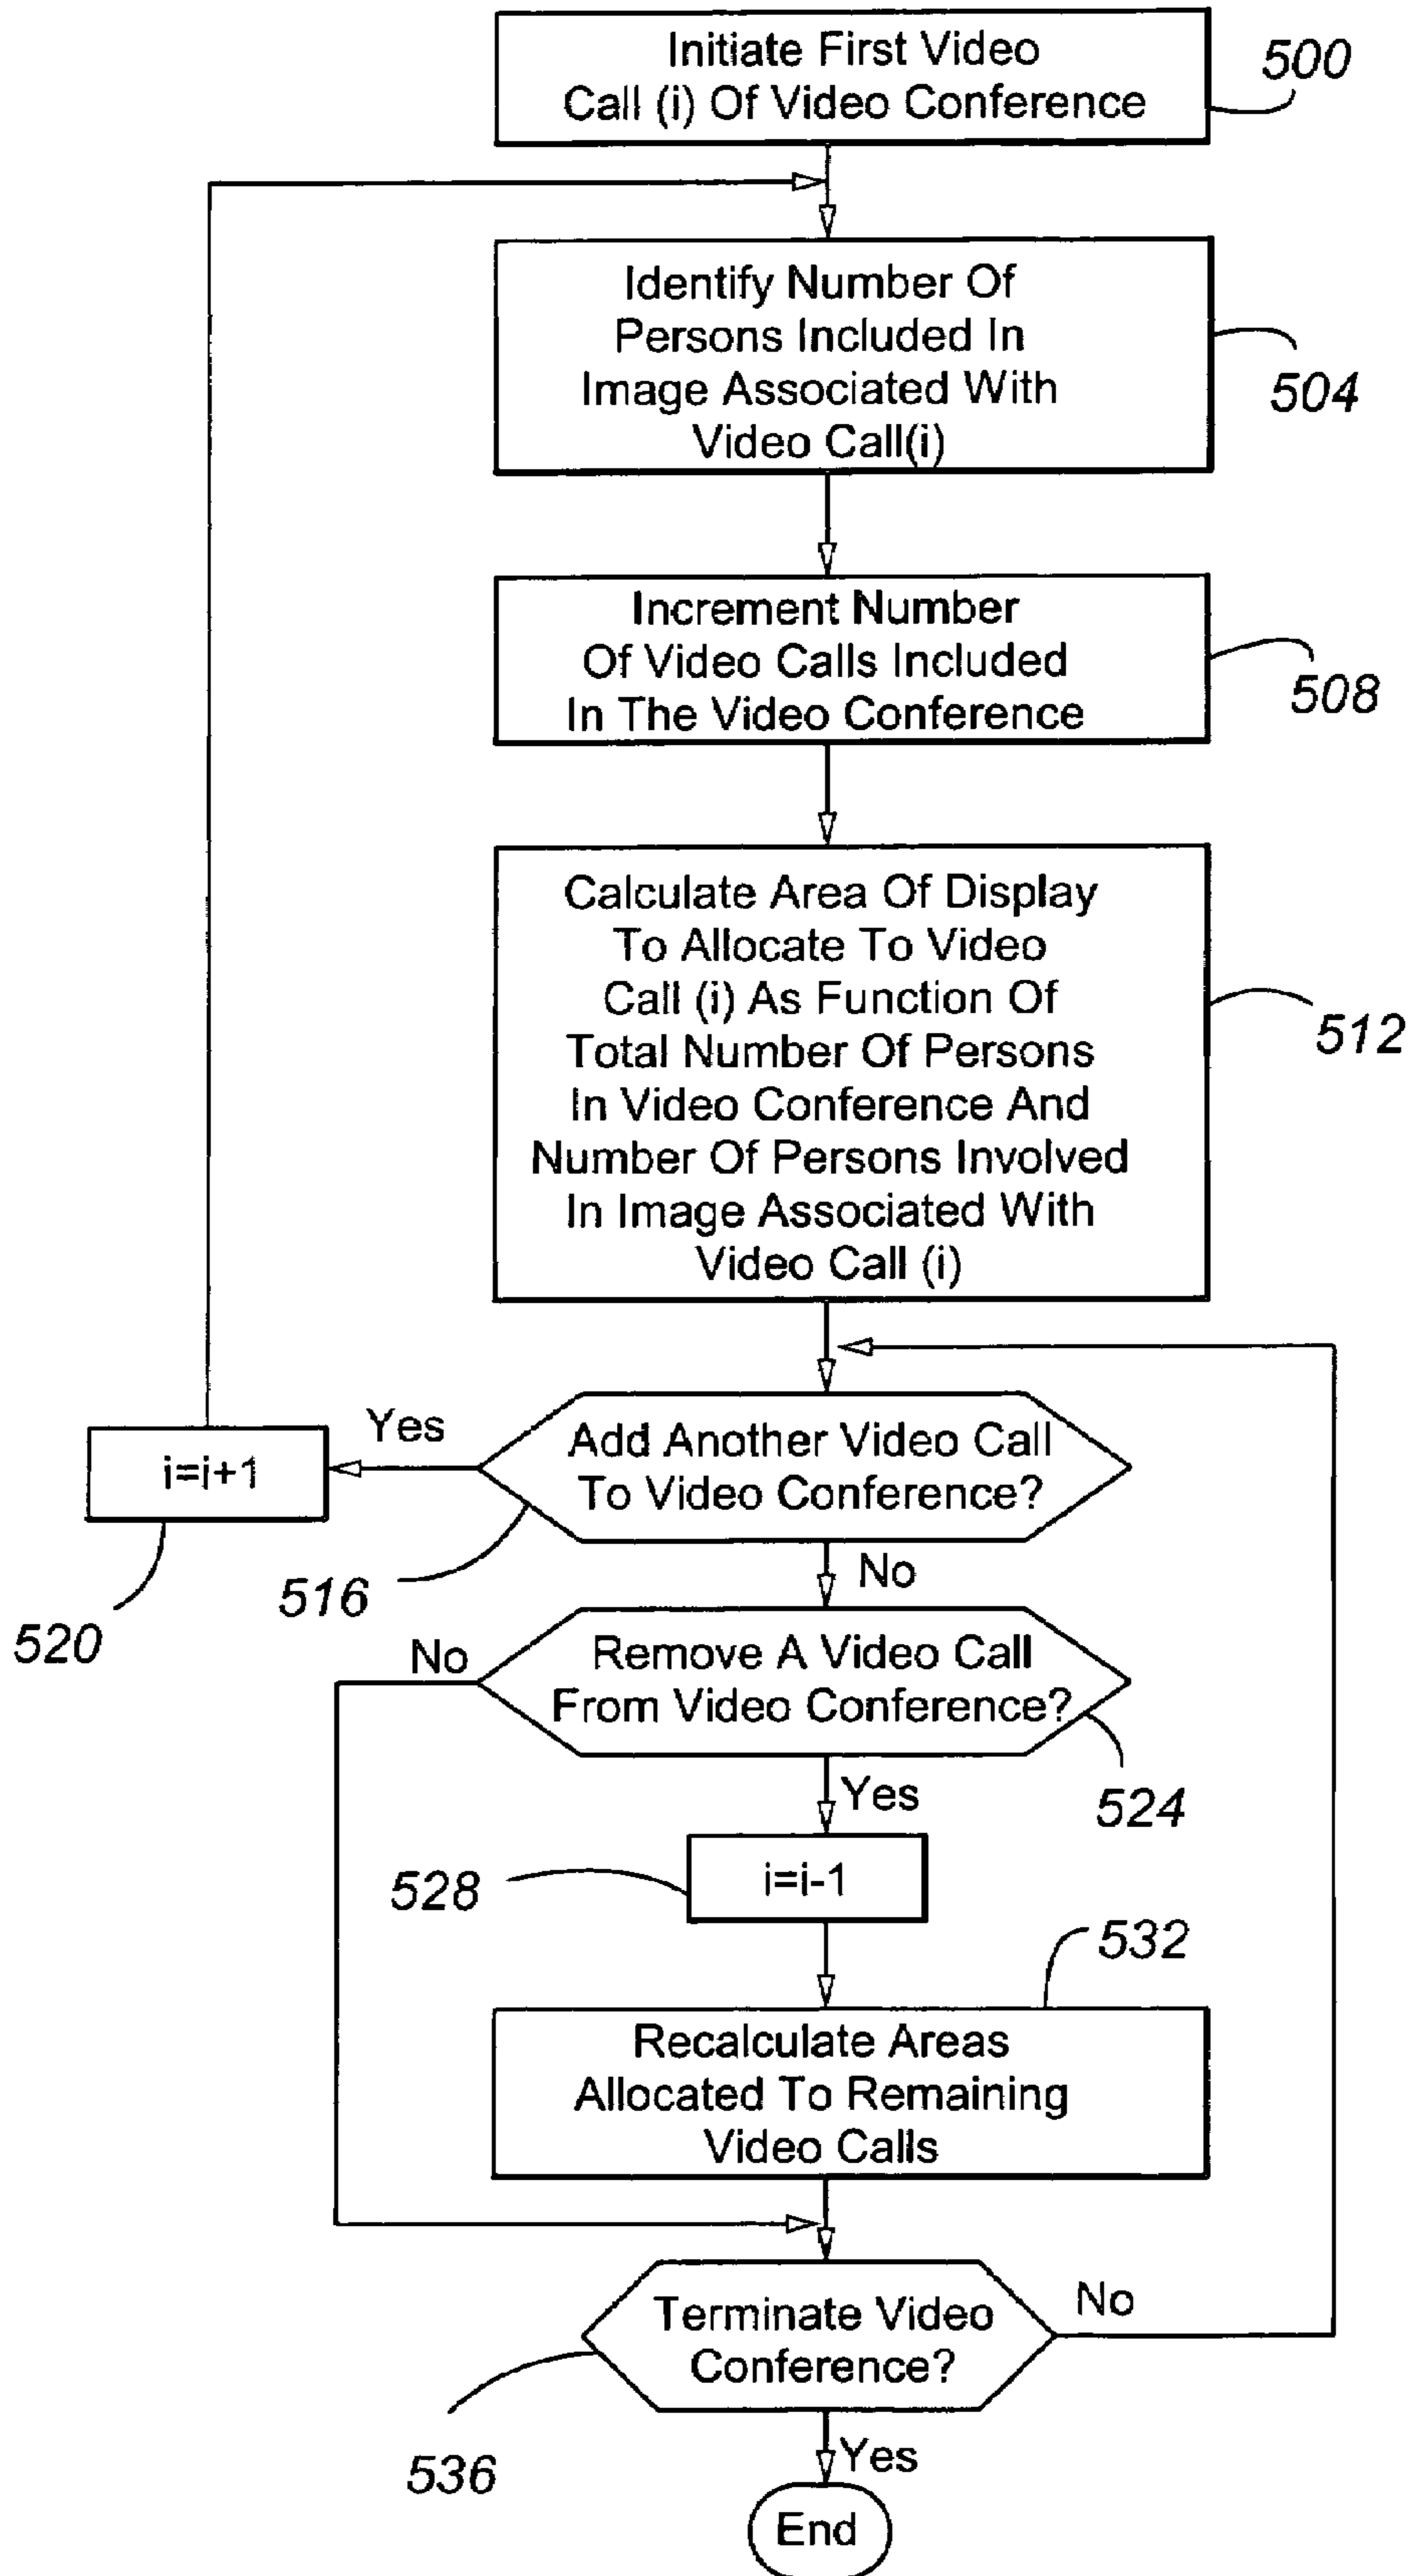 Initiate First Video
Call (i) Of Video Conference
500
Identify Number Of
Persons Included In
Image Associated With
Video Call(i)
504
Increment Number
Of Video Calls Included
In The Video Conference
508
Calculate Area Of Display
To Allocate To Video
Call (i) As Function Of
Total Number Of Persons
In Video Conference And
Number Of Persons Involved
In Image Associated With
Video Call (i)
512
Add Another Video Call
To Video Conference?
516
Yes
i=i+1
520
No
Remove A Video Call
From Video Conference?
524
No
Yes
i=i-1
528
Recalculate Areas
Allocated To Remaining
Video Calls
532
Terminate Video
Conference?
536
No
Yes
End